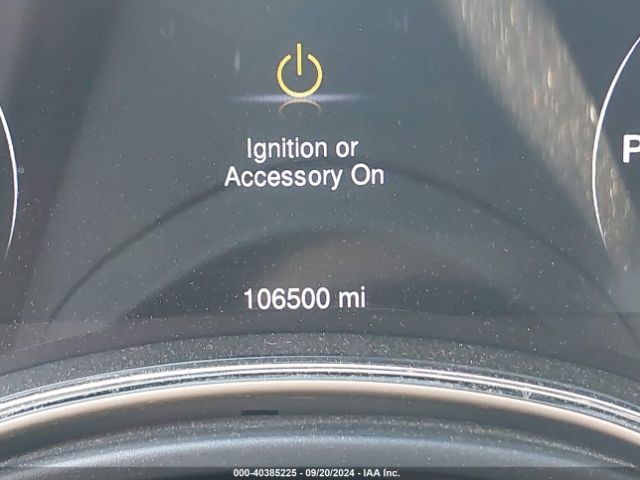 Ignition or
Accessory On
P
106500 mi
000-40385225 - 09/20/2024 - IAA Inc.